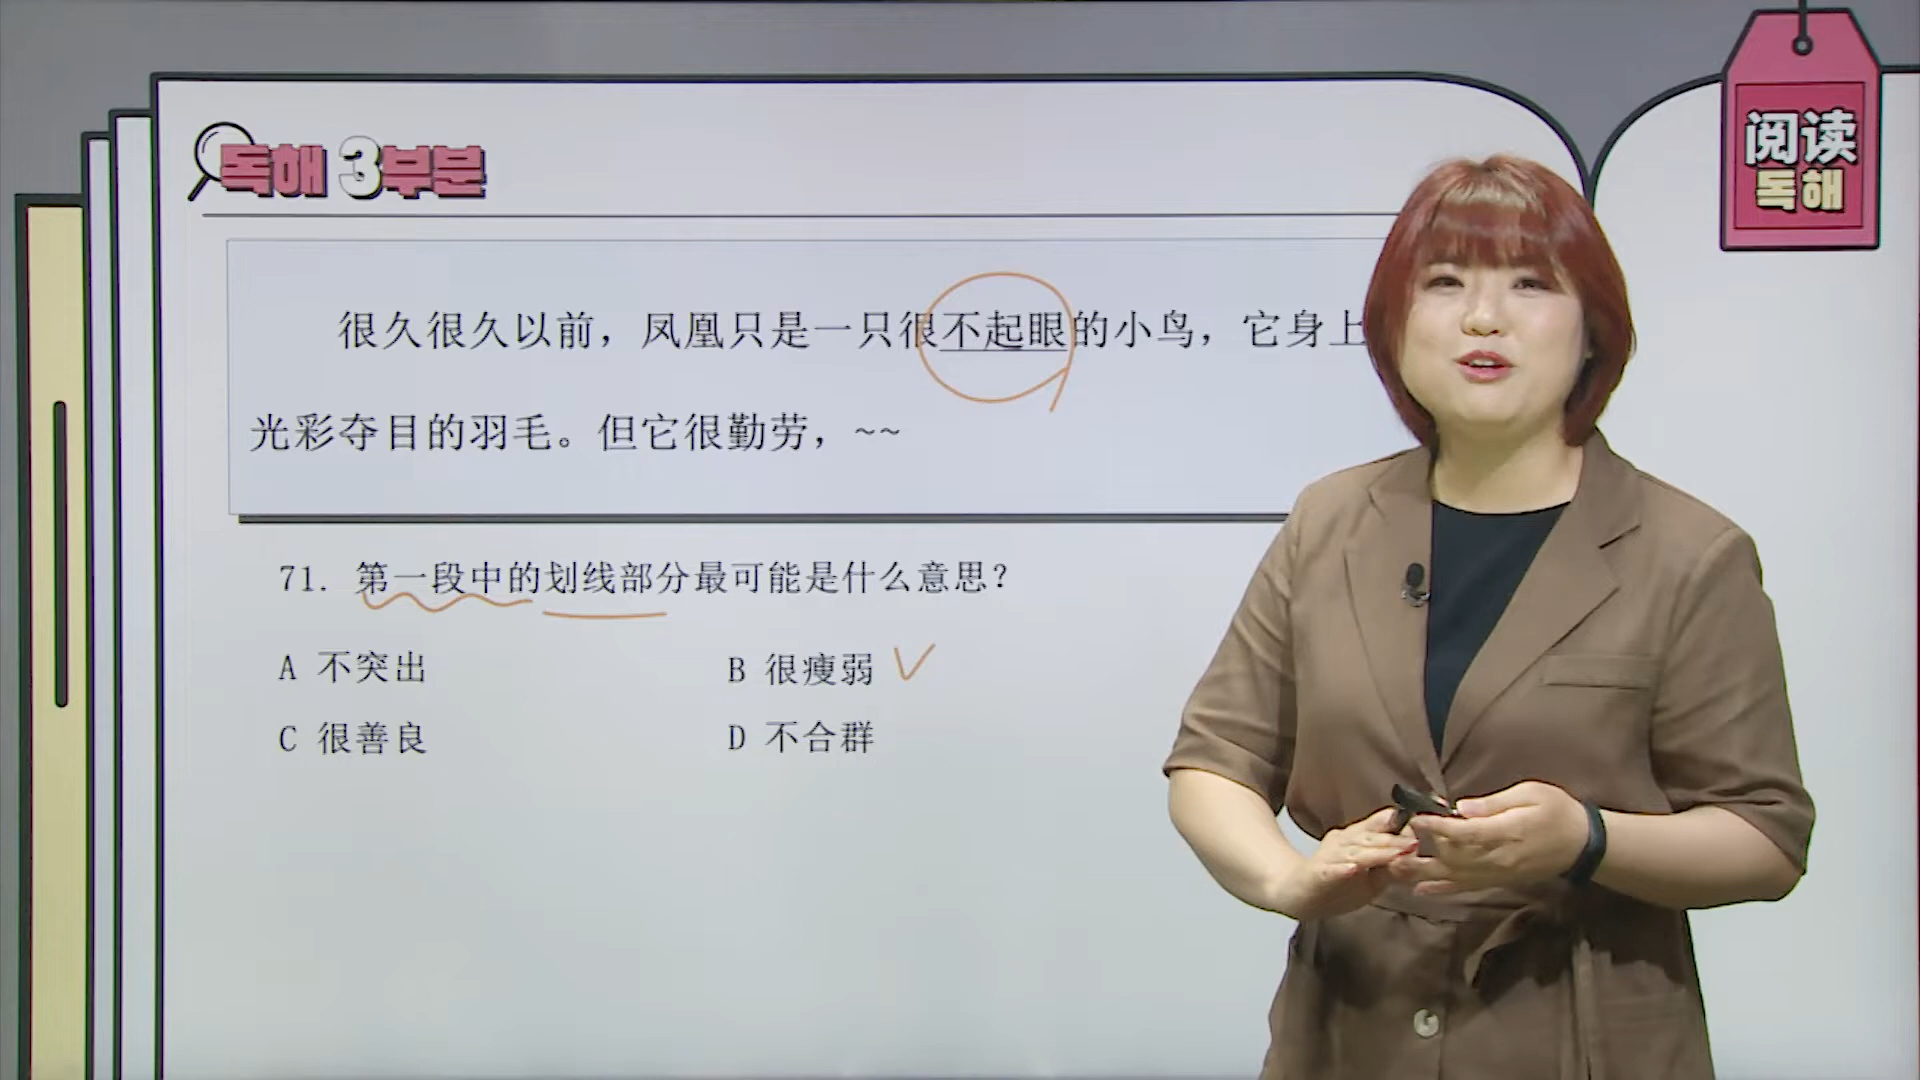 阅读
독해
독해 3부분
很久很久以前，凤凰只是一只很不起眼的小鸟，它身上
光彩夺目的羽毛。但它很勤劳，~~
71. 第一段中的划线部分最可能是什么意思？
A 不突出
B 很瘦弱
C 很善良
D 不合群